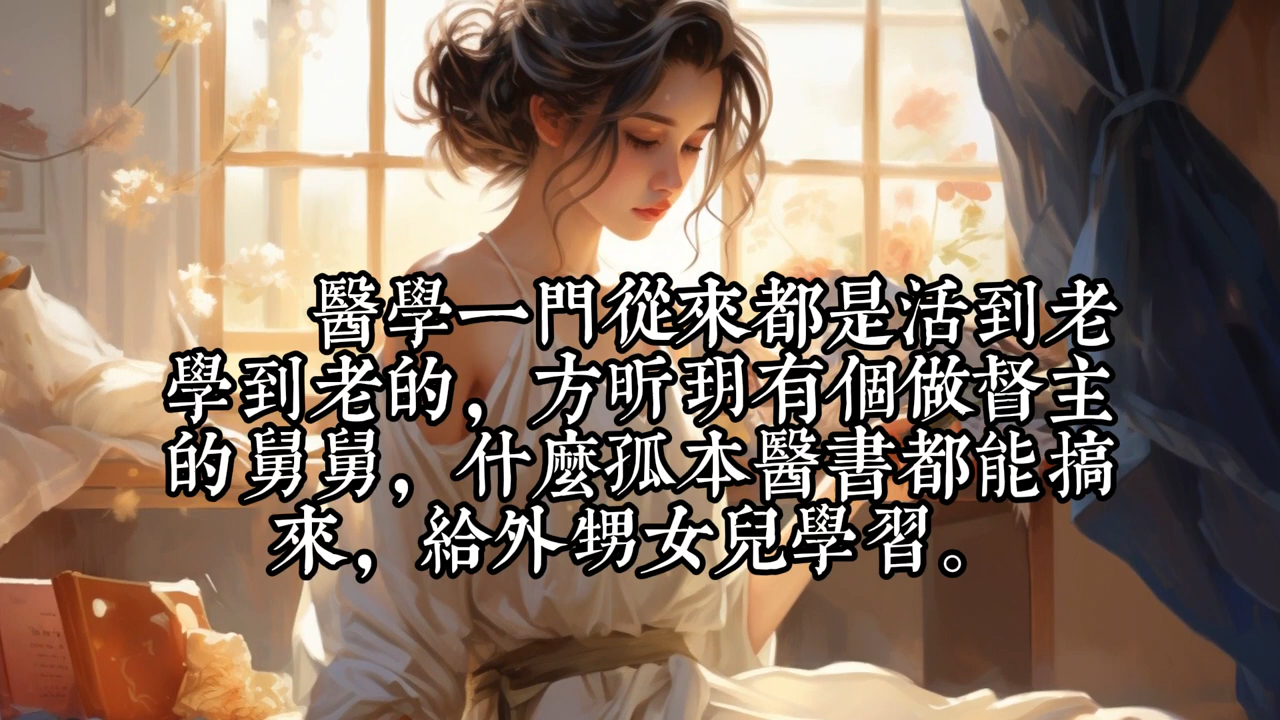 醫學一門從來都是活到老
學到老的，方昕玥有個做督主
的舅舅，什麼孤本醫書都能搞
來，給外甥女兒學習。